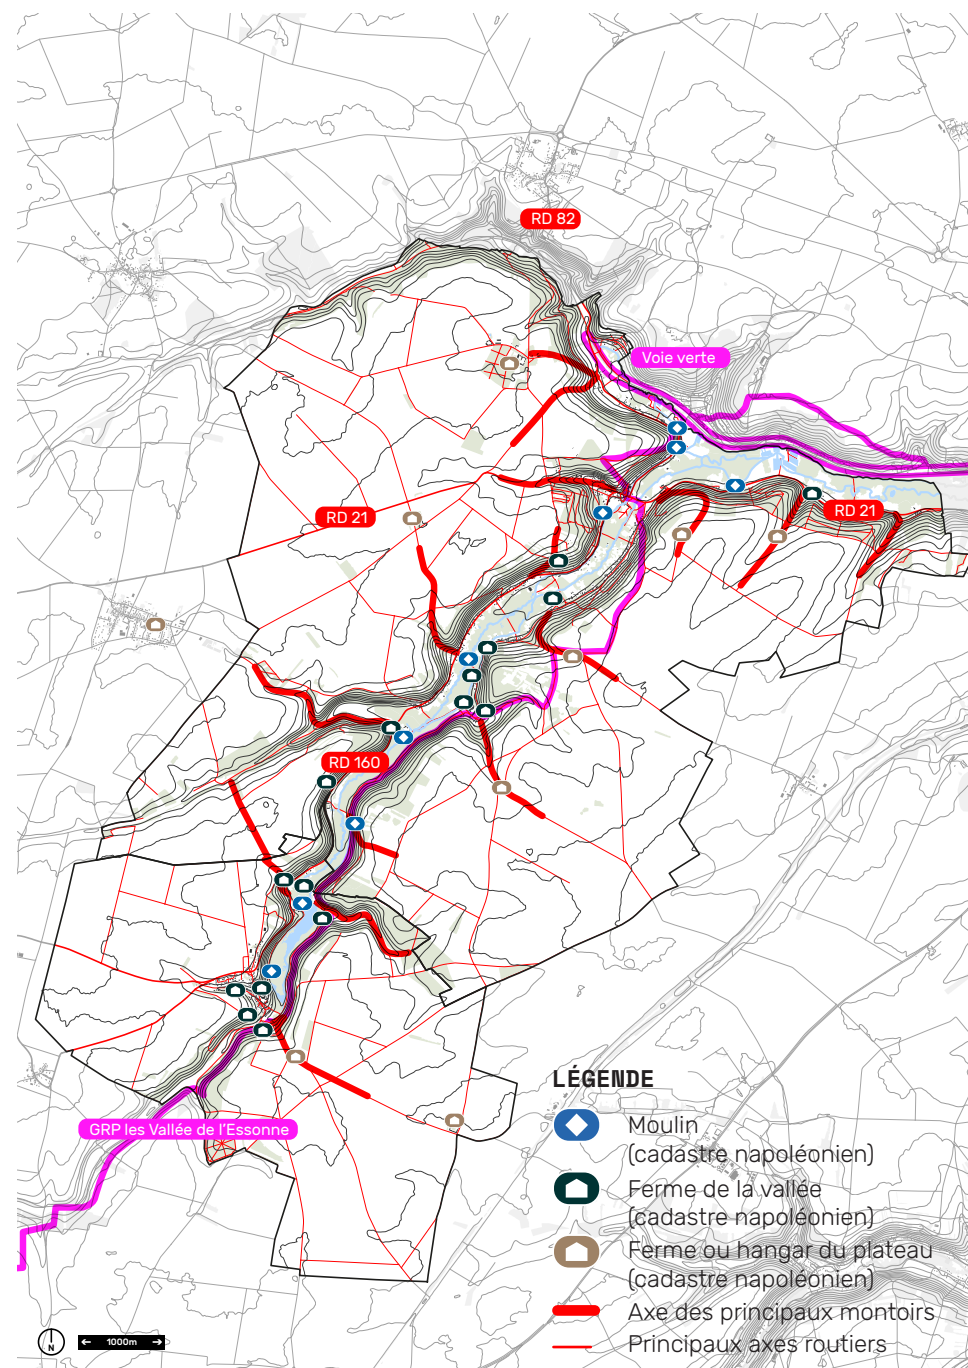 RD 82
Voie verte
RD 21
RD 21
RD 160
GRP les Vallée de l'Essonne
LÉGENDE
Moulin
(cadastre napoléonien)
Ferme de la vallée
(cadastre napoléonien)
Ferme ou hangar du plateau
(cadastre napoléonien)
Axe des principaux montoirs
Principaux axes routiers
N
1000m